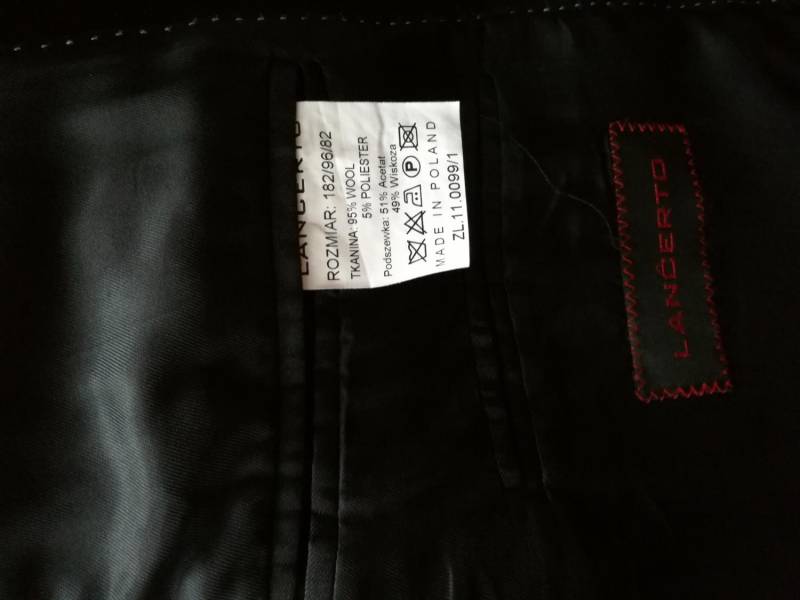 LANCERTO
ROZMIAR: 182/96/82
TKANINA: 95% WOOL
5% POLIESTER
Podszewka: 51% Acetat
49% Wiskoza
P
MADE IN POLAND
ZL.11.0099/1
LANCERTO